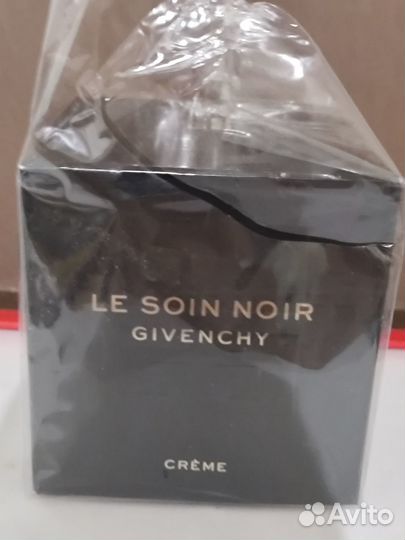 LE SOIN NOIR
GIVENCHY
CRÈME
Avito